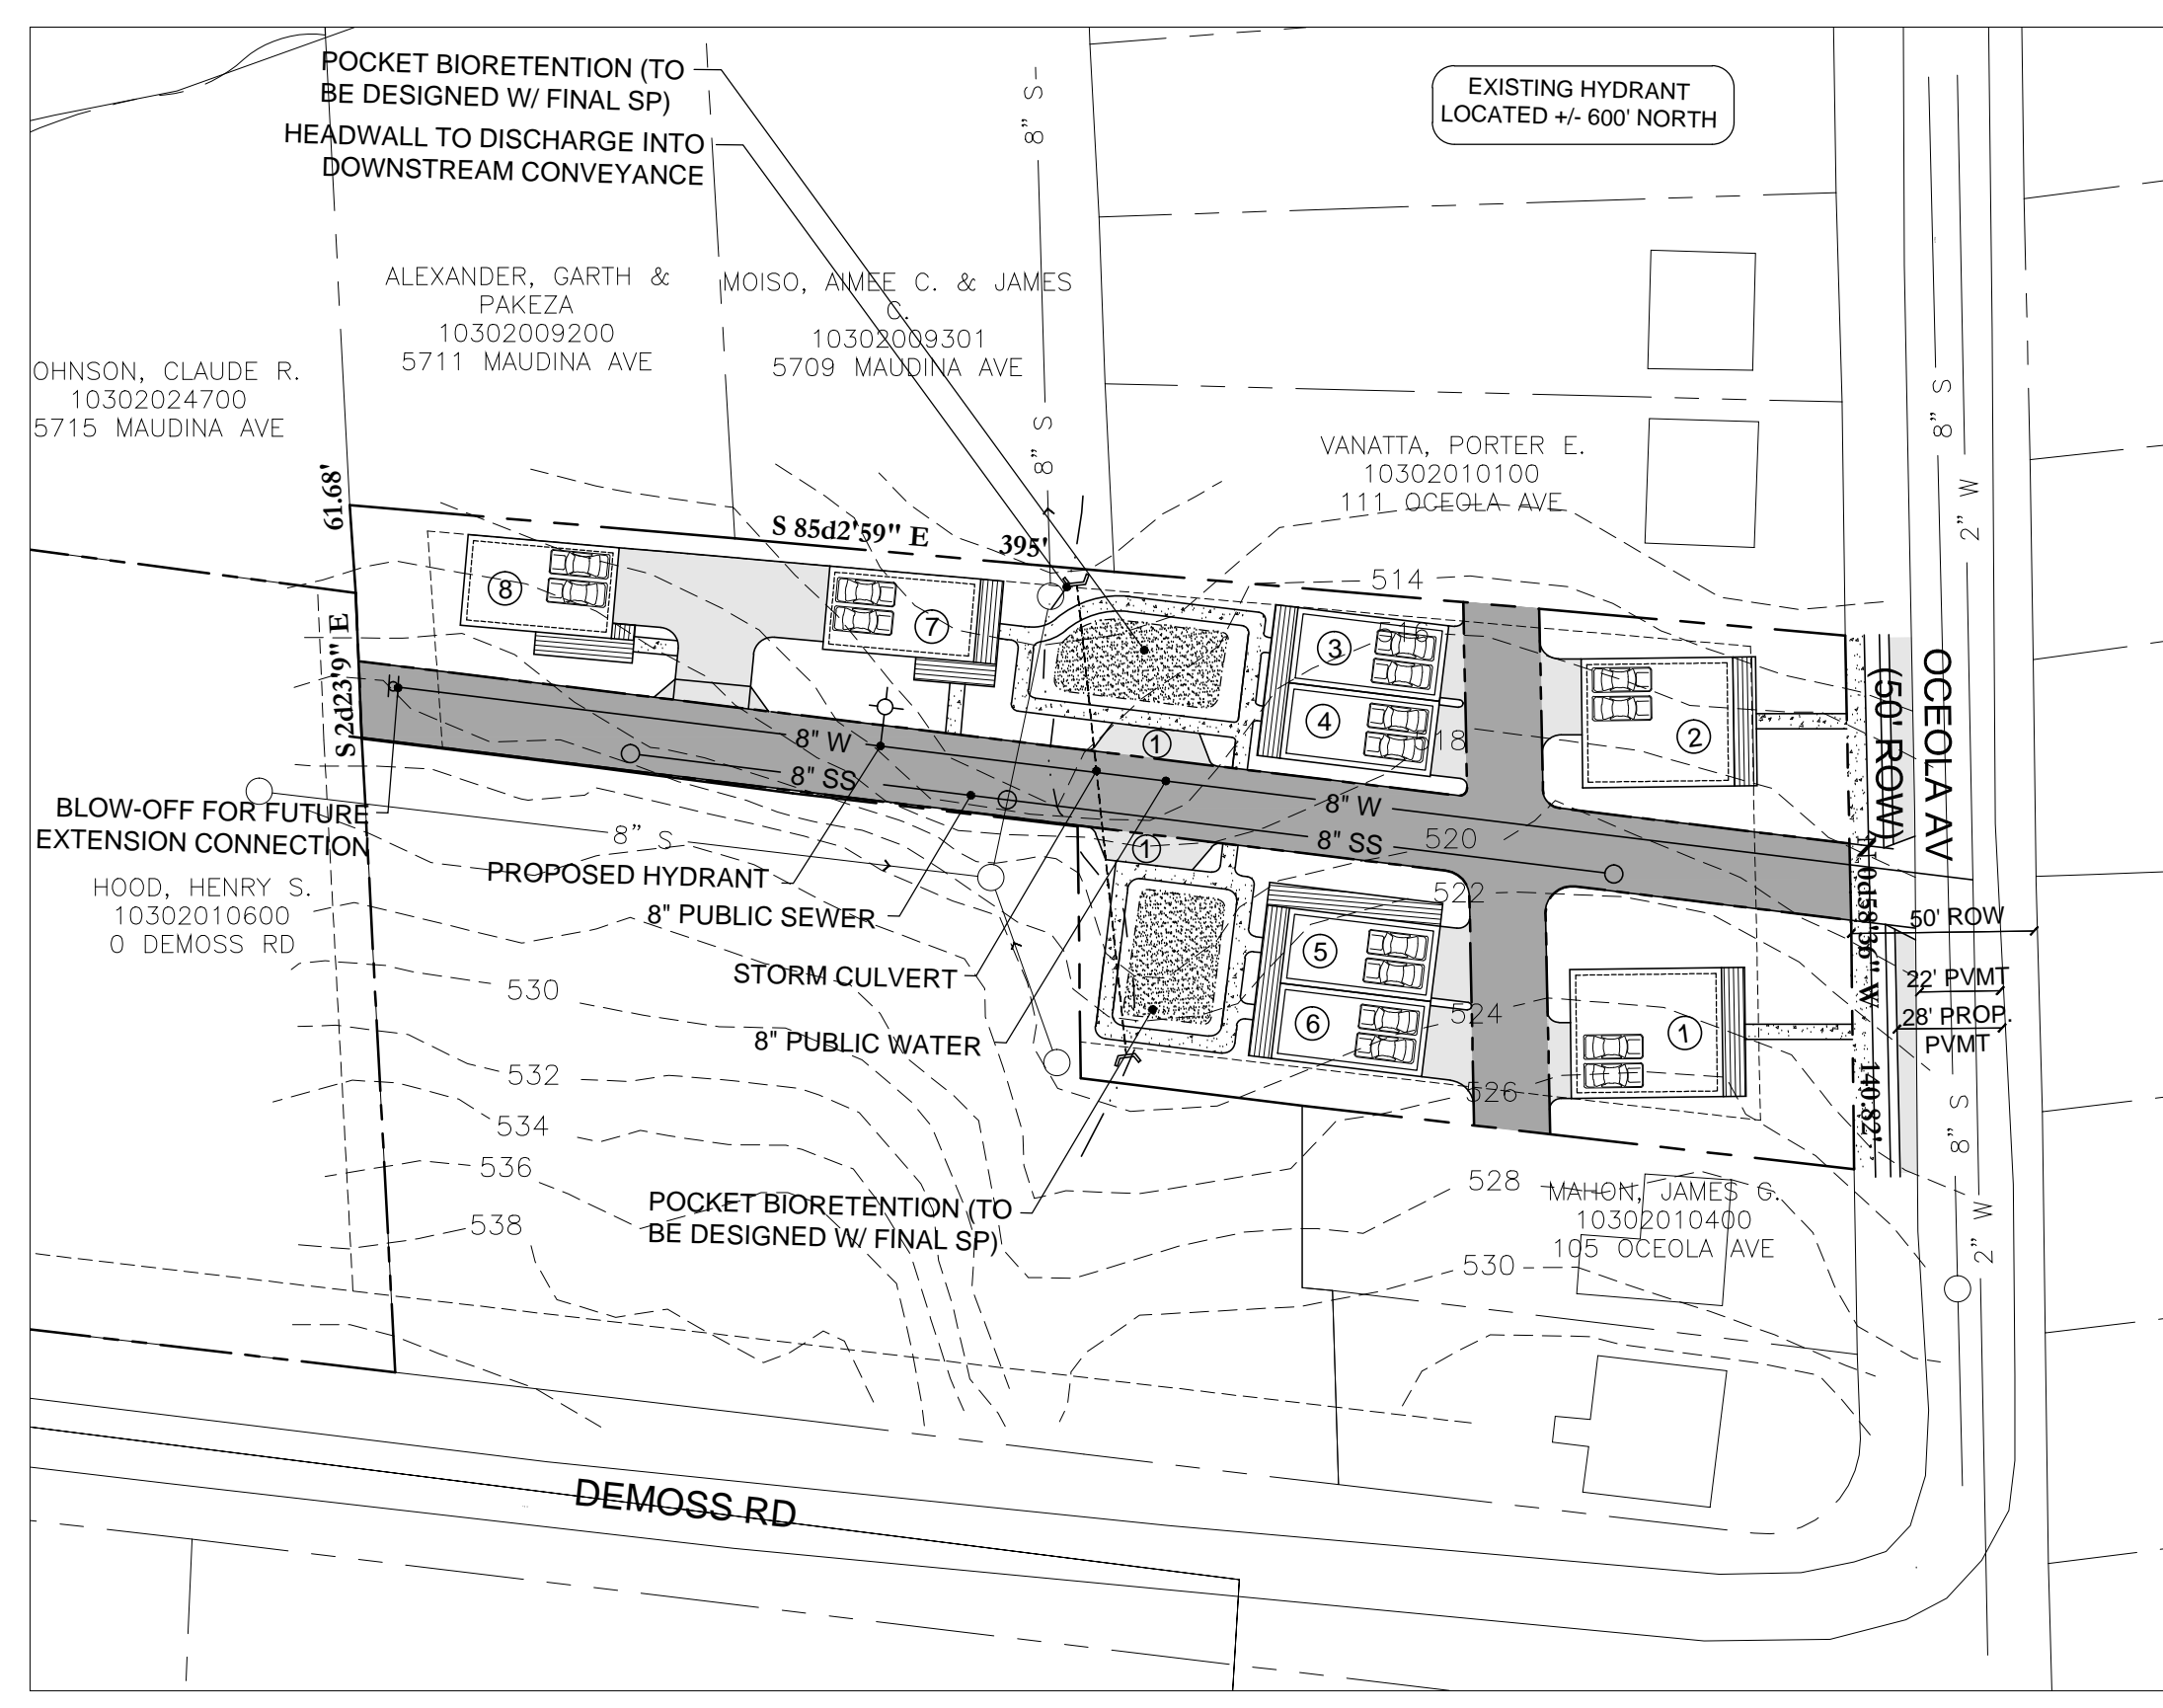 POCKET BIORETENTION (TO
BE DESIGNED W/ FINAL SP)
HEADWALL TO DISCHARGE INTO
DOWNSTREAM CONVEYANCE
EXISTING HYDRANT
LOCATED +/- 600' NORTH
8" S
8" S
ALEXANDER, GARTH &
PAKEZA
10302009200
5711 MAUDINA AVE
MOISO, AIMEE C. & JAMES
C.
10302009301
5709 MAUDINA AVE
OHNSON, CLAUDE R.
10302024700
5715 MAUDINA AVE
VANATTA, PORTER E.
10302010100
111 OCEOLA AVE
8" S
2" W
61.68'
S 85d2'59" E
395'
514
516
518
S 2d23'9" E
8
7
3
4
2
1
8" W
8" SS
8" W
8" SS
OCEOLA AV
(50' ROW)
BLOW-OFF FOR FUTURE
EXTENSION CONNECTION
8" S
PROPOSED HYDRANT
8" PUBLIC SEWER
STORM CULVERT
8" PUBLIC WATER
1
520
522
524
526
5
6
1
HOOD, HENRY S.
10302010600
0 DEMOSS RD
50' ROW
22' PVMT
28' PROP.
PVMT
N 0d58'36" W
140.82'
530
532
534
536
538
POCKET BIORETENTION (TO
BE DESIGNED W/ FINAL SP)
528
530
MAHON, JAMES G.
10302010400
105 OCEOLA AVE
8" S
2" W
DEMOSS RD